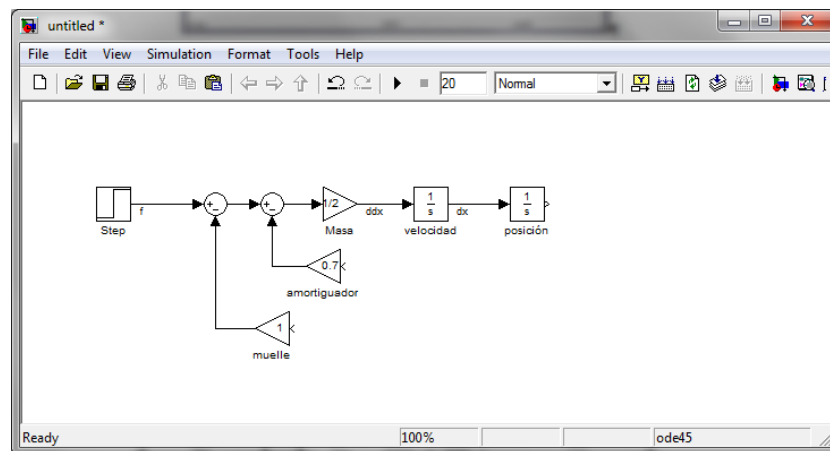 untitled *
File Edit View Simulation Format Tools Help
20 Normal
f
1/2
ddx
1
s
dx
1
s
Step
Masa
velocidad
posición
0.7
amortiguador
1
muelle
Ready 100% ode45